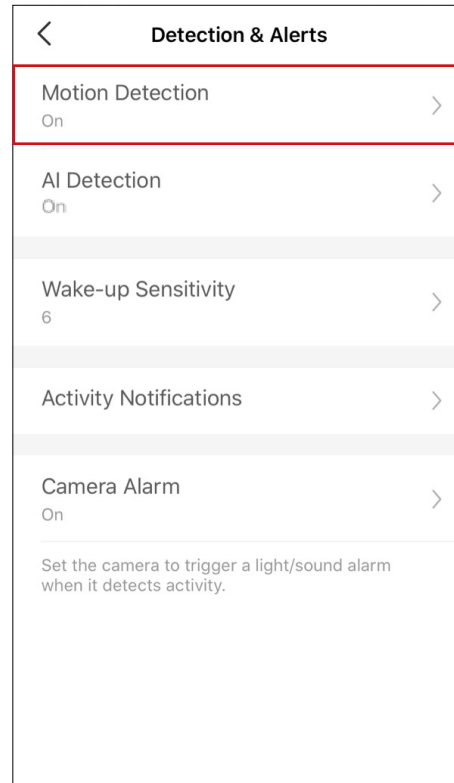 Detection & Alerts
Motion Detection
On
AI Detection
On
Wake-up Sensitivity
6
Activity Notifications
Camera Alarm
On
Set the camera to trigger a light/sound alarm
when it detects activity.